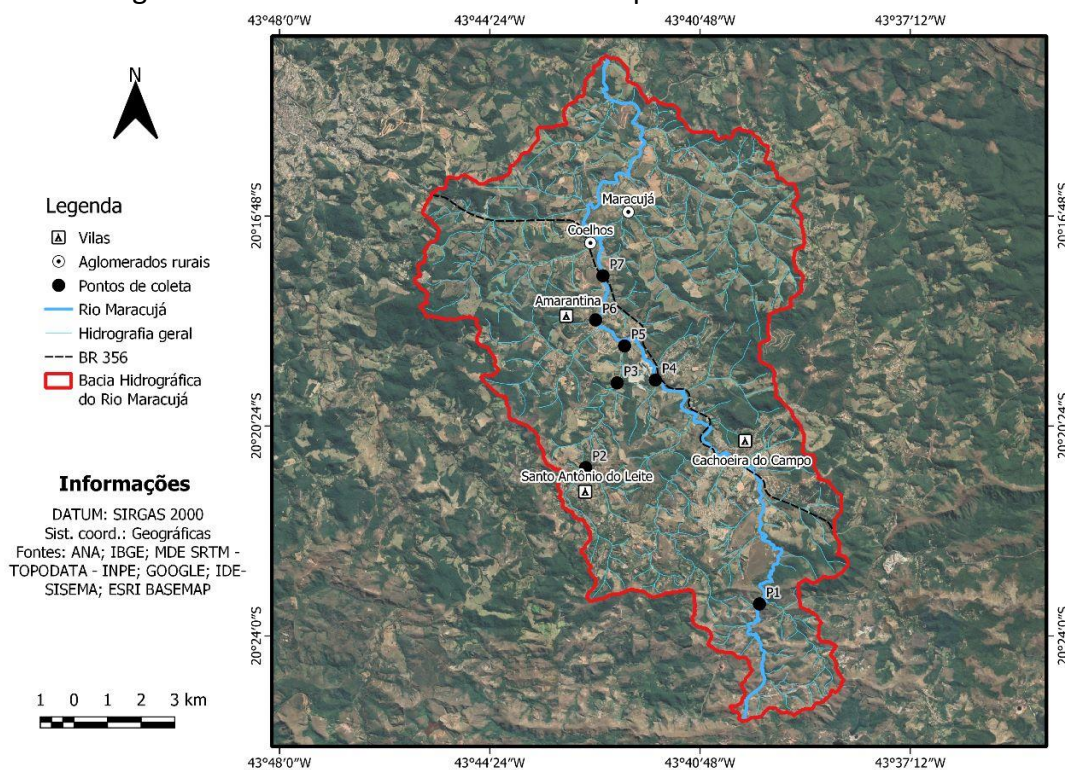 43°48'0"W 43°44'24"W 43°40'48"W 43°37'12"W
N
Legenda
Vilas
Aglomerados rurais
Pontos de coleta
Rio Maracujá
Hidrografia geral
BR 356
Bacia Hidrográfica
do Rio Maracujá
Informações
DATUM: SIRGAS 2000
Sist. coord.: Geográficas
Fontes: ANA; IBGE; MDE SRTM -
TOPODATA - INPE; GOOGLE; IDE-
SISEMA; ESRI BASEMAP
1 0 1 2 3 km
20°16'48"S
20°20'24"S
20°24'0"S
Maracujá
Coelhos
P7
Amarantina
P6
P5
P3
P4
Cachoeira do Campo
P2
Santo Antônio do Leite
P1
20°16'48"S
20°20'24"S
20°24'0"S
43°48'0"W 43°44'24"W 43°40'48"W 43°37'12"W